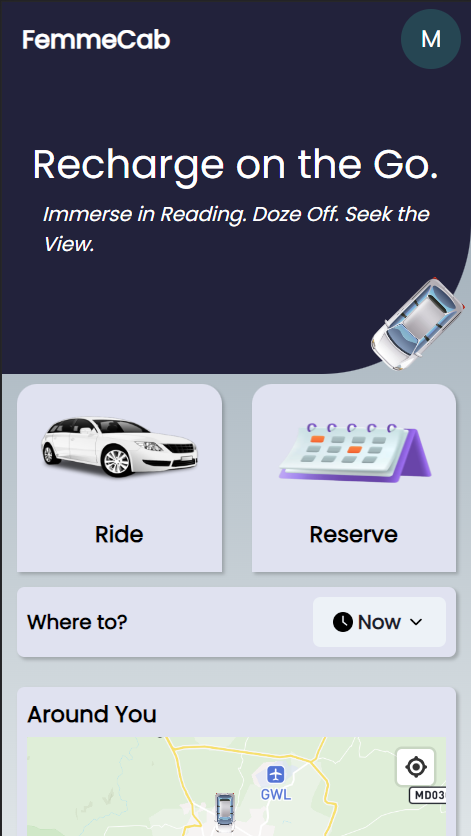 FemmeCab
M
Recharge on the Go.
Immerse in Reading. Doze Off. Seek the
View.
Ride
Reserve
Where to?
Now
Around You
GWL